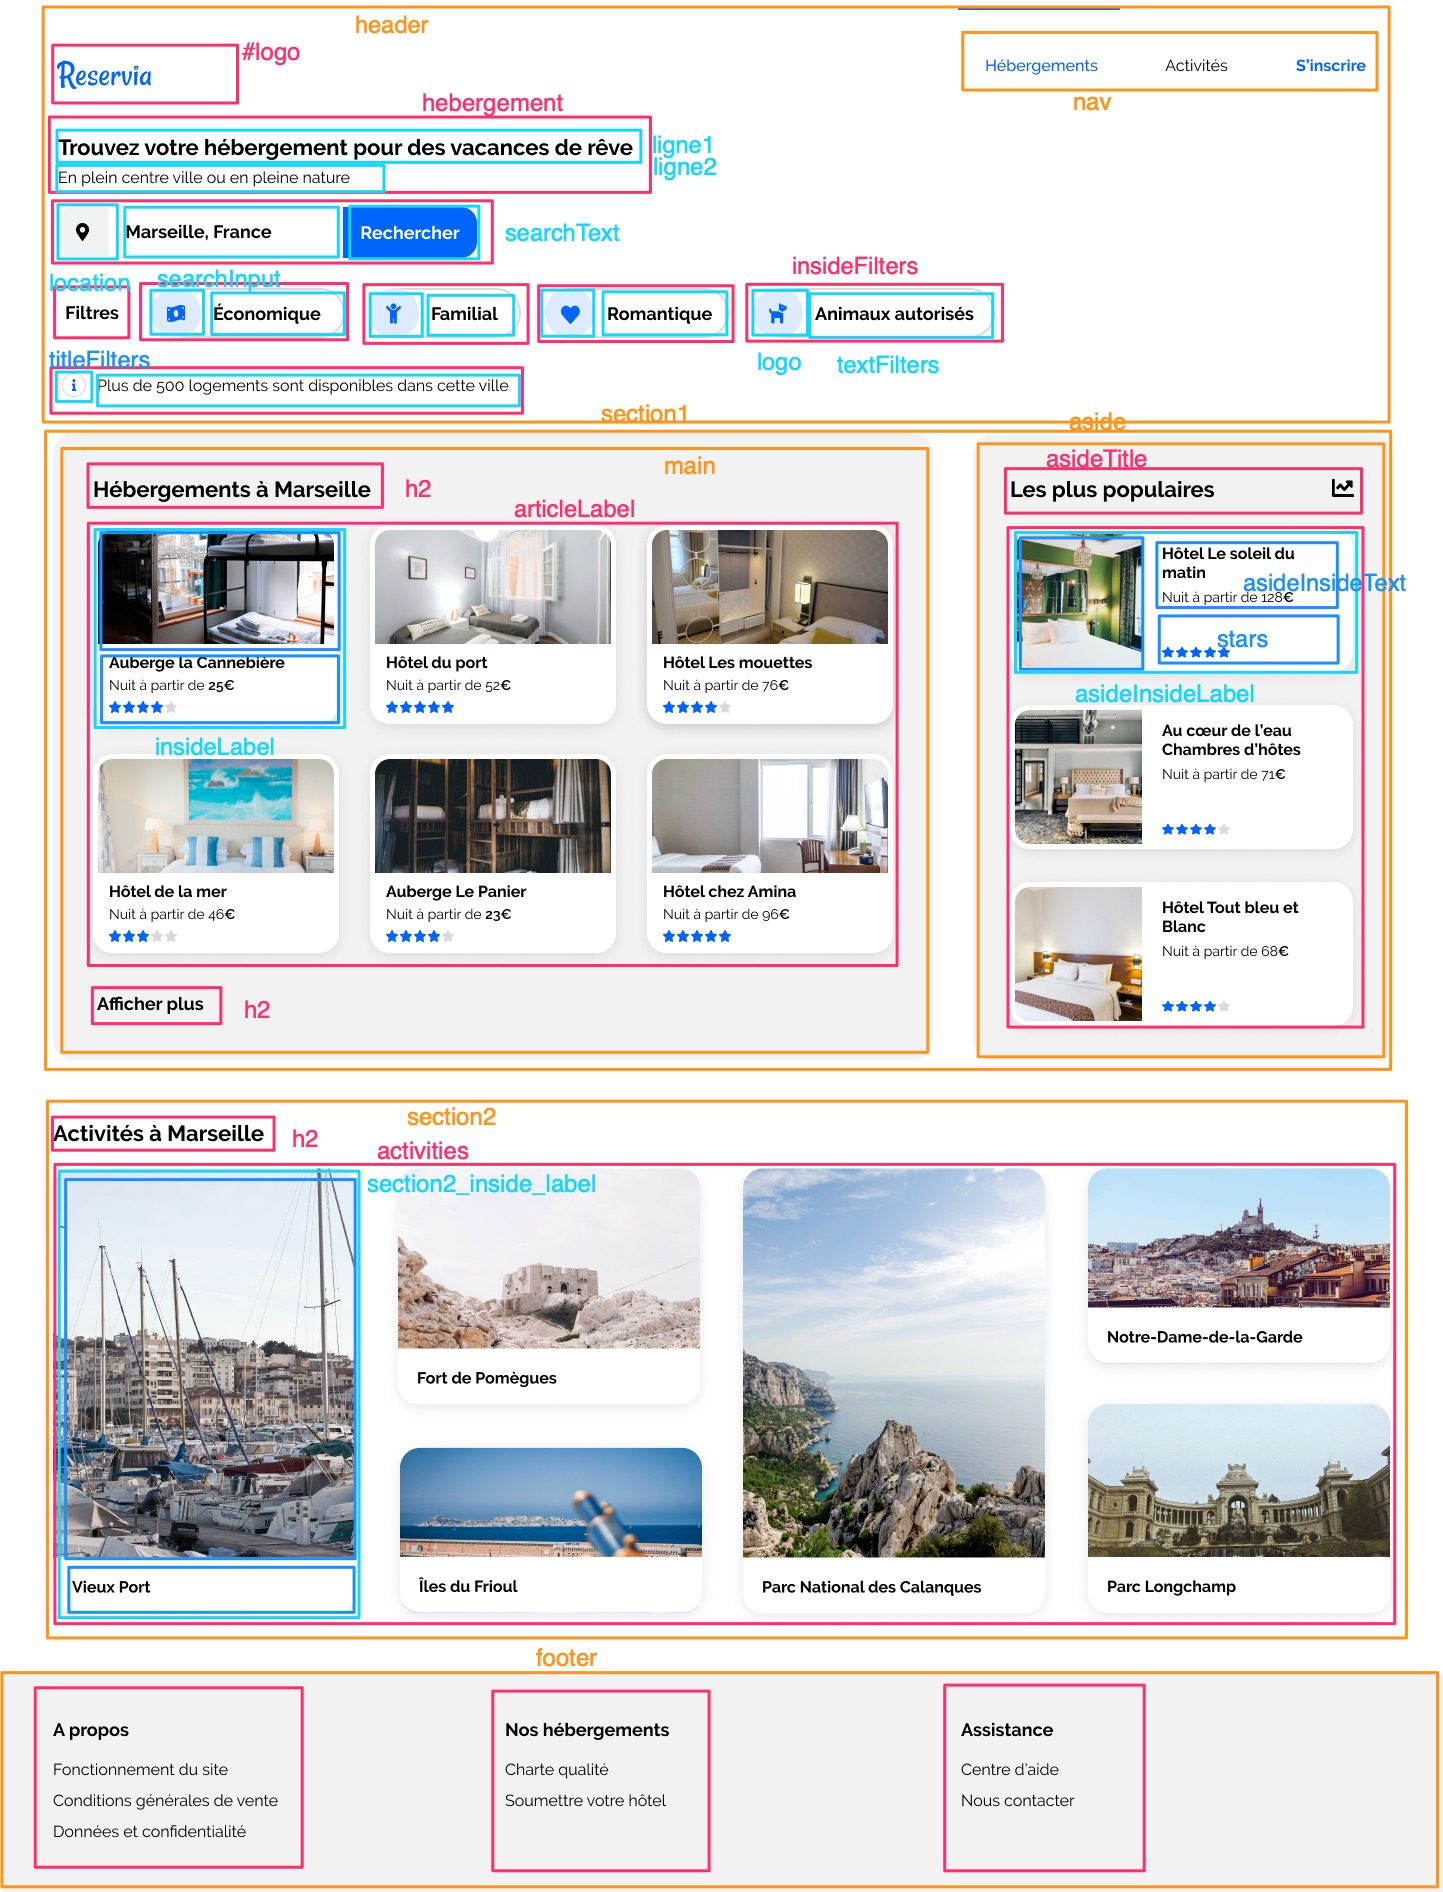 header
#logo
Reservia
Hébergements
Activités
S'inscrire
nav
hebergement
Trouvez votre hébergement pour des vacances de rêve
ligne1
En plein centre ville ou en pleine nature
ligne2
Marseille, France
Rechercher
searchText
location
searchInput
insideFilters
Filtres
Économique
Familial
Romantique
Animaux autorisés
titleFilters
logo
textFilters
Plus de 500 logements sont disponibles dans cette ville
section1
aside
main
asideTitle
Hébergements à Marseille
h2
Les plus populaires
articleLabel
Auberge la Cannebière
Nuit à partir de 25€
Hôtel du port
Nuit à partir de 52€
Hôtel Les mouettes
Nuit à partir de 76€
insideLabel
Hôtel de la mer
Nuit à partir de 46€
Auberge Le Panier
Nuit à partir de 23€
Hôtel chez Amina
Nuit à partir de 96€
Afficher plus
h2
Hôtel Le soleil du
matin
asideInsideText
Nuit à partir de 128€
stars
asideInsideLabel
Au cœur de l'eau
Chambres d'hôtes
Nuit à partir de 71€
Hôtel Tout bleu et
Blanc
Nuit à partir de 68€
section2
Activités à Marseille
h2
activities
section2_inside_label
Vieux Port
Fort de Pomègues
Îles du Frioul
Parc National des Calanques
Notre-Dame-de-la-Garde
Parc Longchamp
footer
A propos
Fonctionnement du site
Conditions générales de vente
Données et confidentialité
Nos hébergements
Charte qualité
Soumettre votre hôtel
Assistance
Centre d'aide
Nous contacter